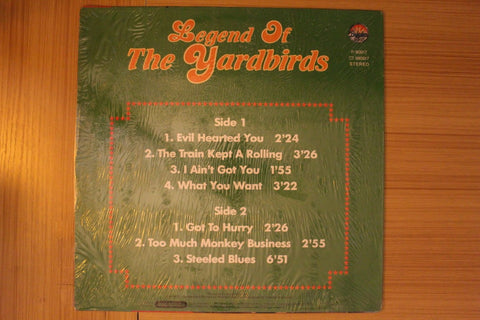 Legend Of
The Yardbirds
STEREO
Side 1
1. Evil Hearted You 2'24
2. The Train Kept A Rolling 3'26
3. I Ain't Got You 1'55
4. What You Want 3'22
Side 2
1. Got To Hurry 2'26
2. Too Much Monkey Business 2'55
3. Steeled Blues 6'51